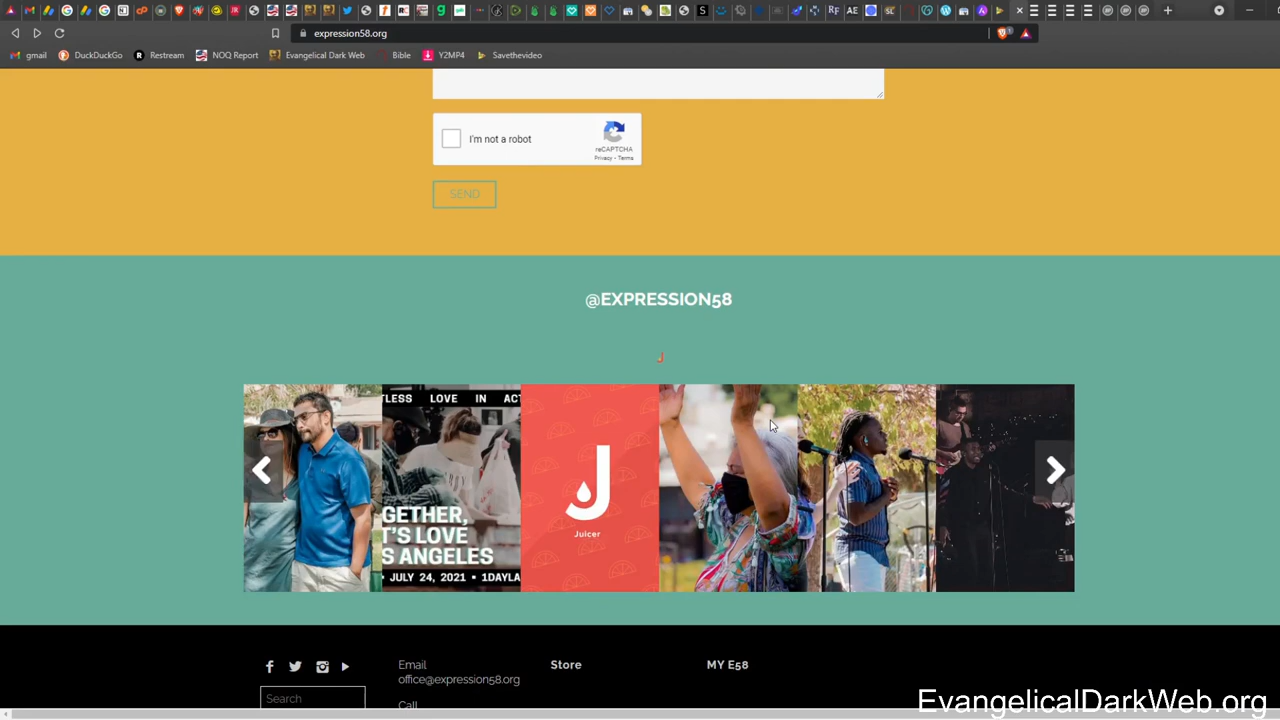 expression58.org
gmail DuckDuckGo Restream NOQ Report Evangelical Dark Web Bible Y2MP4 Savethevideo
I'm not a robot
reCAPTCHA
Privacy - Terms
SEND
@EXPRESSION58
J
TLESS LOVE IN ACT
GETHER,
T'S LOVE
S ANGELES
• JULY 24, 2021 • 1DAYLA
J
Juicer
Email
office@expression58.org
Call
Store
MY E58
Search
EvangelicalDarkWeb.org